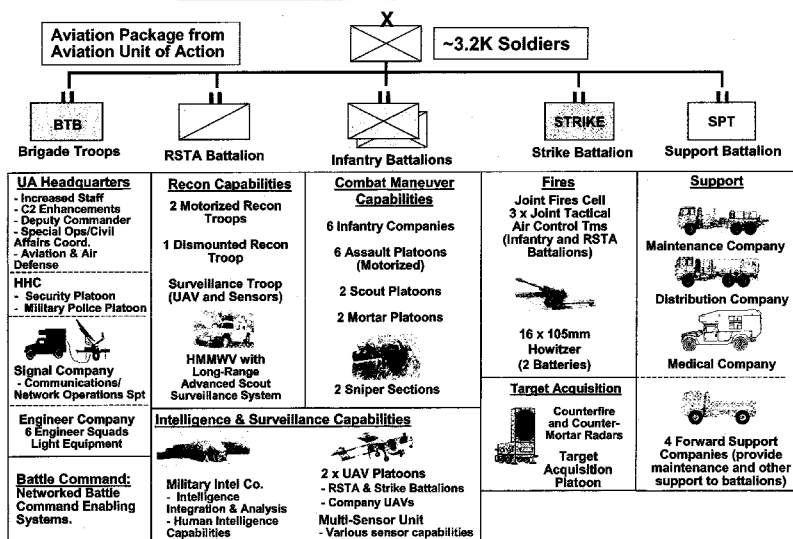 X
Aviation Package from
Aviation Unit of Action
~3.2K Soldiers
BTB
Brigade Troops
RSTA Battalion
Infantry Battalions
STRIKE
Strike Battalion
SPT
Support Battalion
UA Headquarters
- Increased Staff
- C2 Enhancements
- Deputy Commander
- Special Ops/Civil
Affairs Coord.
- Aviation & Air
Defense
HHC
- Security Platoon
- Military Police Platoon
Signal Company
- Communications/
Network Operations Spt
Engineer Company
6 Engineer Squads
Light Equipment
Battle Command:
Networked Battle
Command Enabling
Systems.
Recon Capabilities
2 Motorized Recon
Troops
1 Dismounted Recon
Troop
Surveillance Troop
(UAV and Sensors)
HMMWV with
Long-Range
Advanced Scout
Surveillance System
Combat Maneuver
Capabilities
6 Infantry Companies
6 Assault Platoons
(Motorized)
2 Scout Platoons
2 Mortar Platoons
2 Sniper Sections
Intelligence & Surveillance Capabilities
Military Intel Co.
- Intelligence
Integration & Analysis
- Human Intelligence
Capabilities
2 x UAV Platoons
- RSTA & Strike Battalions
- Company UAVs
Multi-Sensor Unit
- Various sensor capabilities
Fires
Joint Fires Cell
3 x Joint Tactical
Air Control Tms
(Infantry and RSTA
Battalions)
16 x 105mm
Howitzer
(2 Batteries)
Target Acquisition
Counterfire and
Counter-
Mortar Radars
Target
Acquisition
Platoon
Support
Maintenance Company
Distribution Company
Medical Company
4 Forward Support
Companies (provide
maintenance and other
support to battalions)